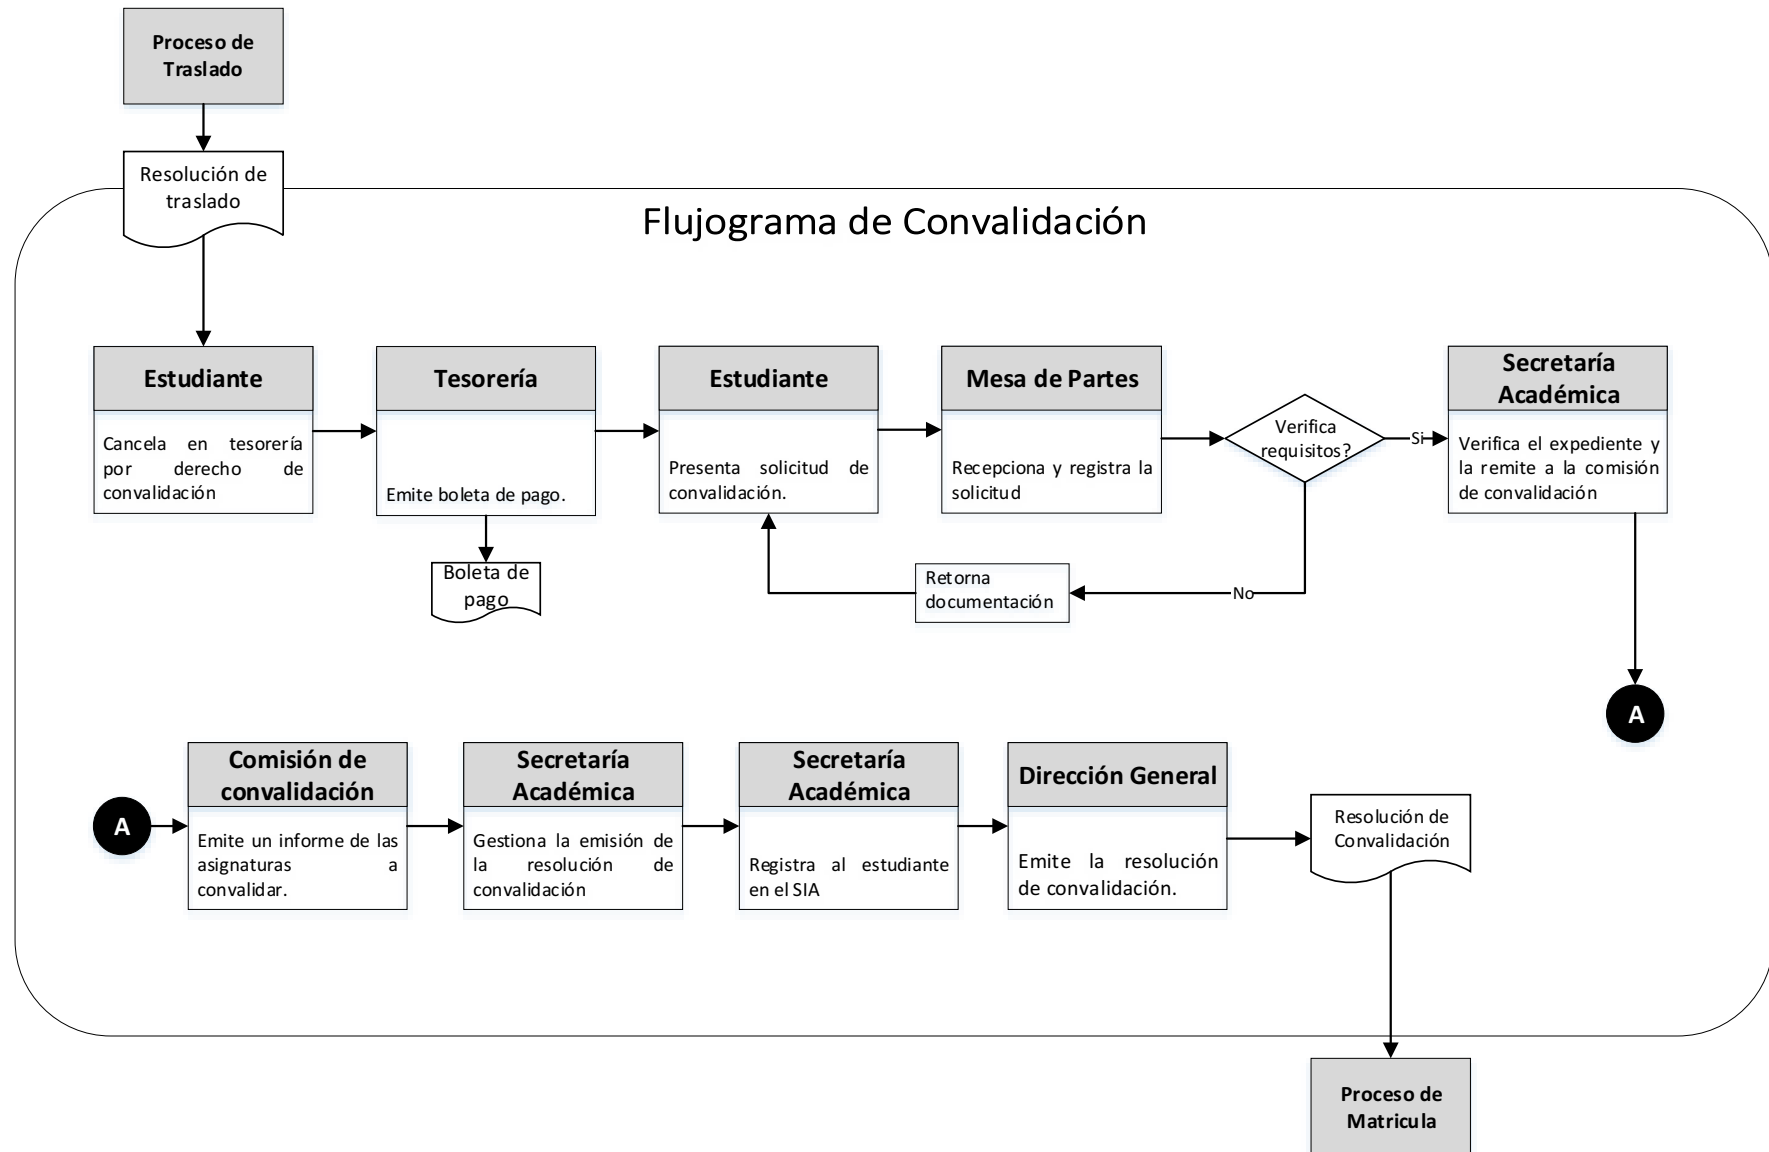 Proceso de
Traslado
Resolución de
traslado
Flujograma de Convalidación
Estudiante
Cancela en tesorería
por derecho de
convalidación
Tesorería
Emite boleta de pago.
Boleta de
pago
Estudiante
Presenta solicitud de
convalidación.
Mesa de Partes
Recepciona y registra la
solicitud
Verifica
requisitos?
Si
No
Retorna
documentación
Secretaría
Académica
Verifica el expediente y
la remite a la comisión
de convalidación
A
A
Comisión de
convalidación
Emite un informe de las
asignaturas a
convalidar.
Secretaría
Académica
Gestiona la emisión de
la resolución de
convalidación
Secretaría
Académica
Registra al estudiante
en el SIA
Dirección General
Emite la resolución
de convalidación.
Resolución de
Convalidación
Proceso de
Matricula